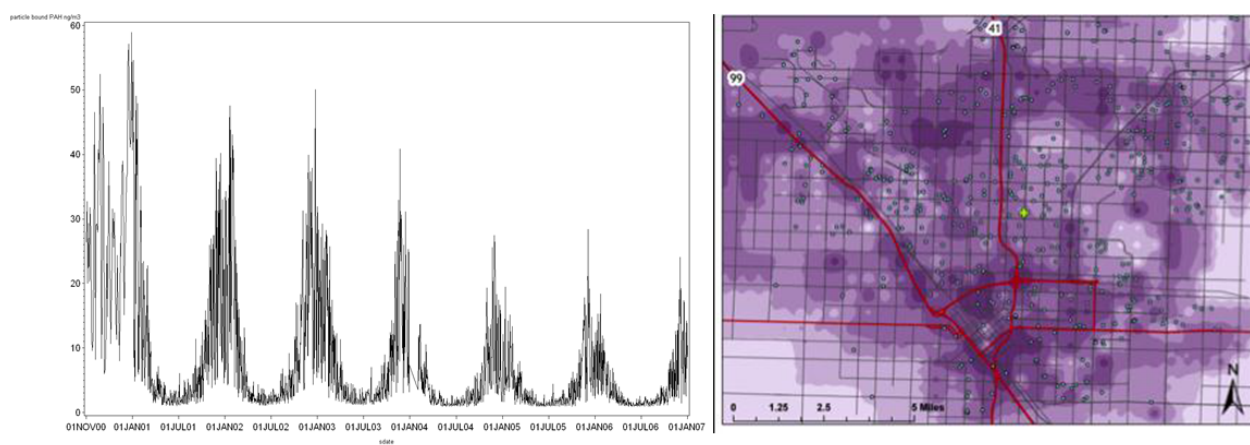 particle bound PAH ng/m3
60
50
40
30
20
10
0
01NOV00 01JAN01 01JUL01 01JAN02 01JUL02 01JAN03 01JUL03 01JAN04 01JUL04 01JAN05 01JUL05 01JAN06 01JUL06 01JAN07
sdate
41
99
N
0 1.25 2.5 5 Miles